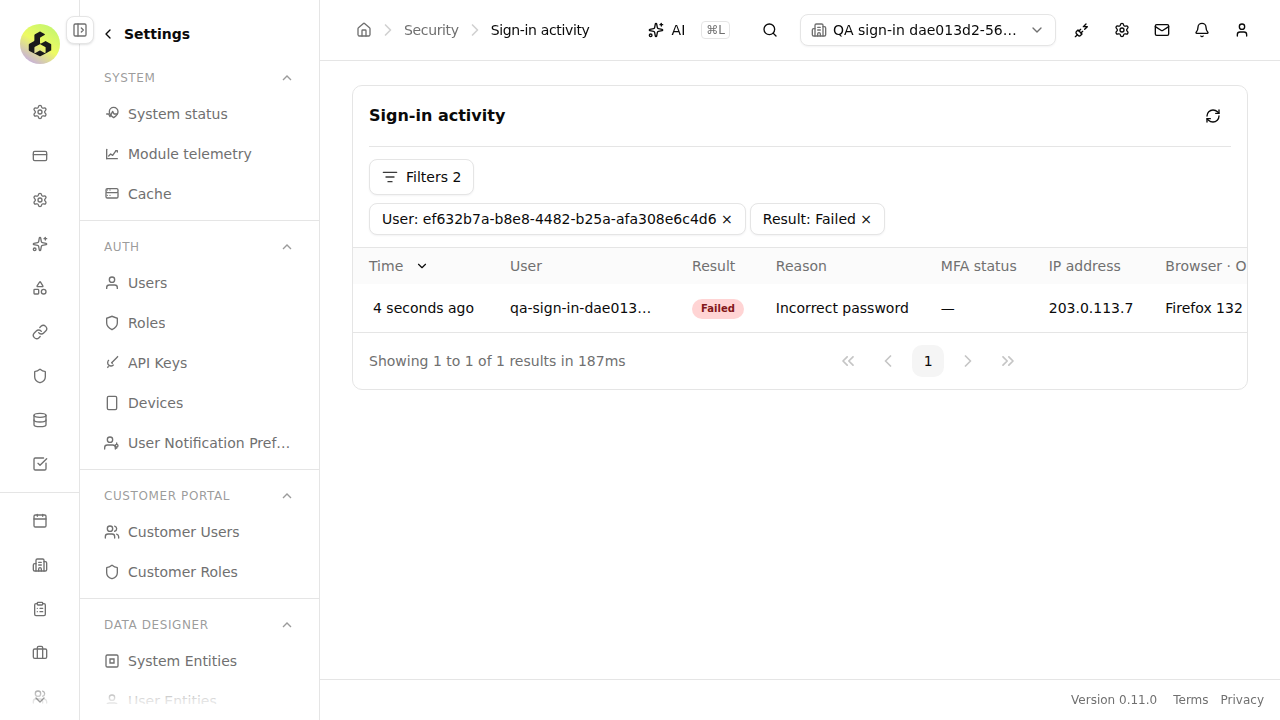 Settings
SYSTEM
System status
Module telemetry
Cache
AUTH
Users
Roles
API Keys
Devices
User Notification Pref...
CUSTOMER PORTAL
Customer Users
Customer Roles
DATA DESIGNER
System Entities
User Entities
Security
Sign-in activity
AI
⌘L
QA sign-in dae013d2-56...
Sign-in activity
Filters 2
User: ef632b7a-b8e8-4482-b25a-afa308e6c4d6 ×
Result: Failed ×
Time User Result Reason MFA status IP address Browser · O
4 seconds ago qa-sign-in-dae013... Failed Incorrect password — 203.0.113.7 Firefox 132
Showing 1 to 1 of 1 results in 187ms
1
Version 0.11.0 Terms Privacy